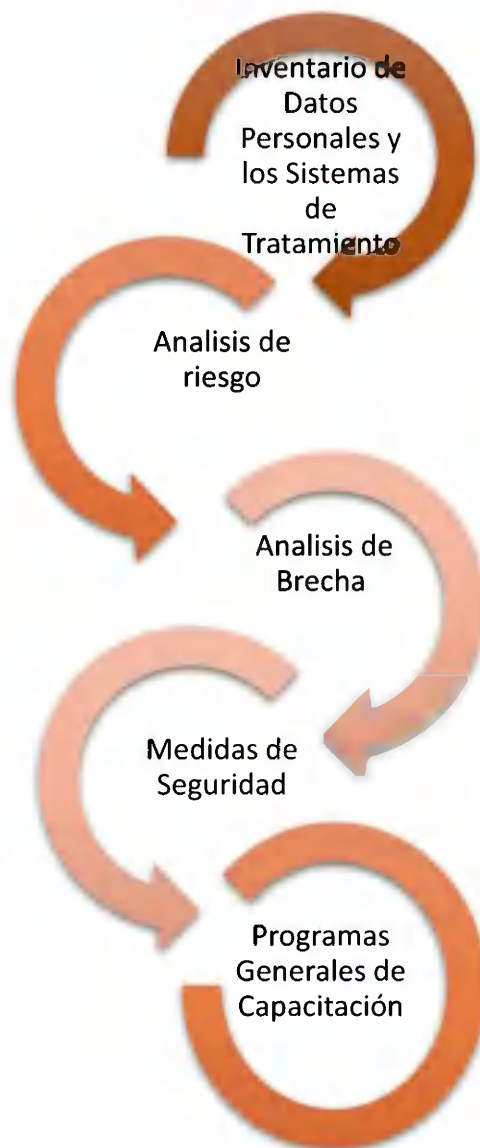 Inventario de
Datos
Personales y
los Sistemas
de
Tratamiento
Analisis de
riesgo
Analisis de
Brecha
Medidas de
Seguridad
Programas
Generales de
Capacitación